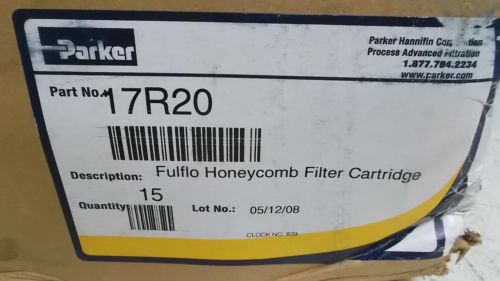 Parker
Parker Hannifin Corporation
Process Advanced Filtration
1.877.784.2234
www.parker.com
Part No. 17R20
Description: Fulflo Honeycomb Filter Cartridge
Quantity 15 Lot No.: 05/12/08
CLOCK NO. 839